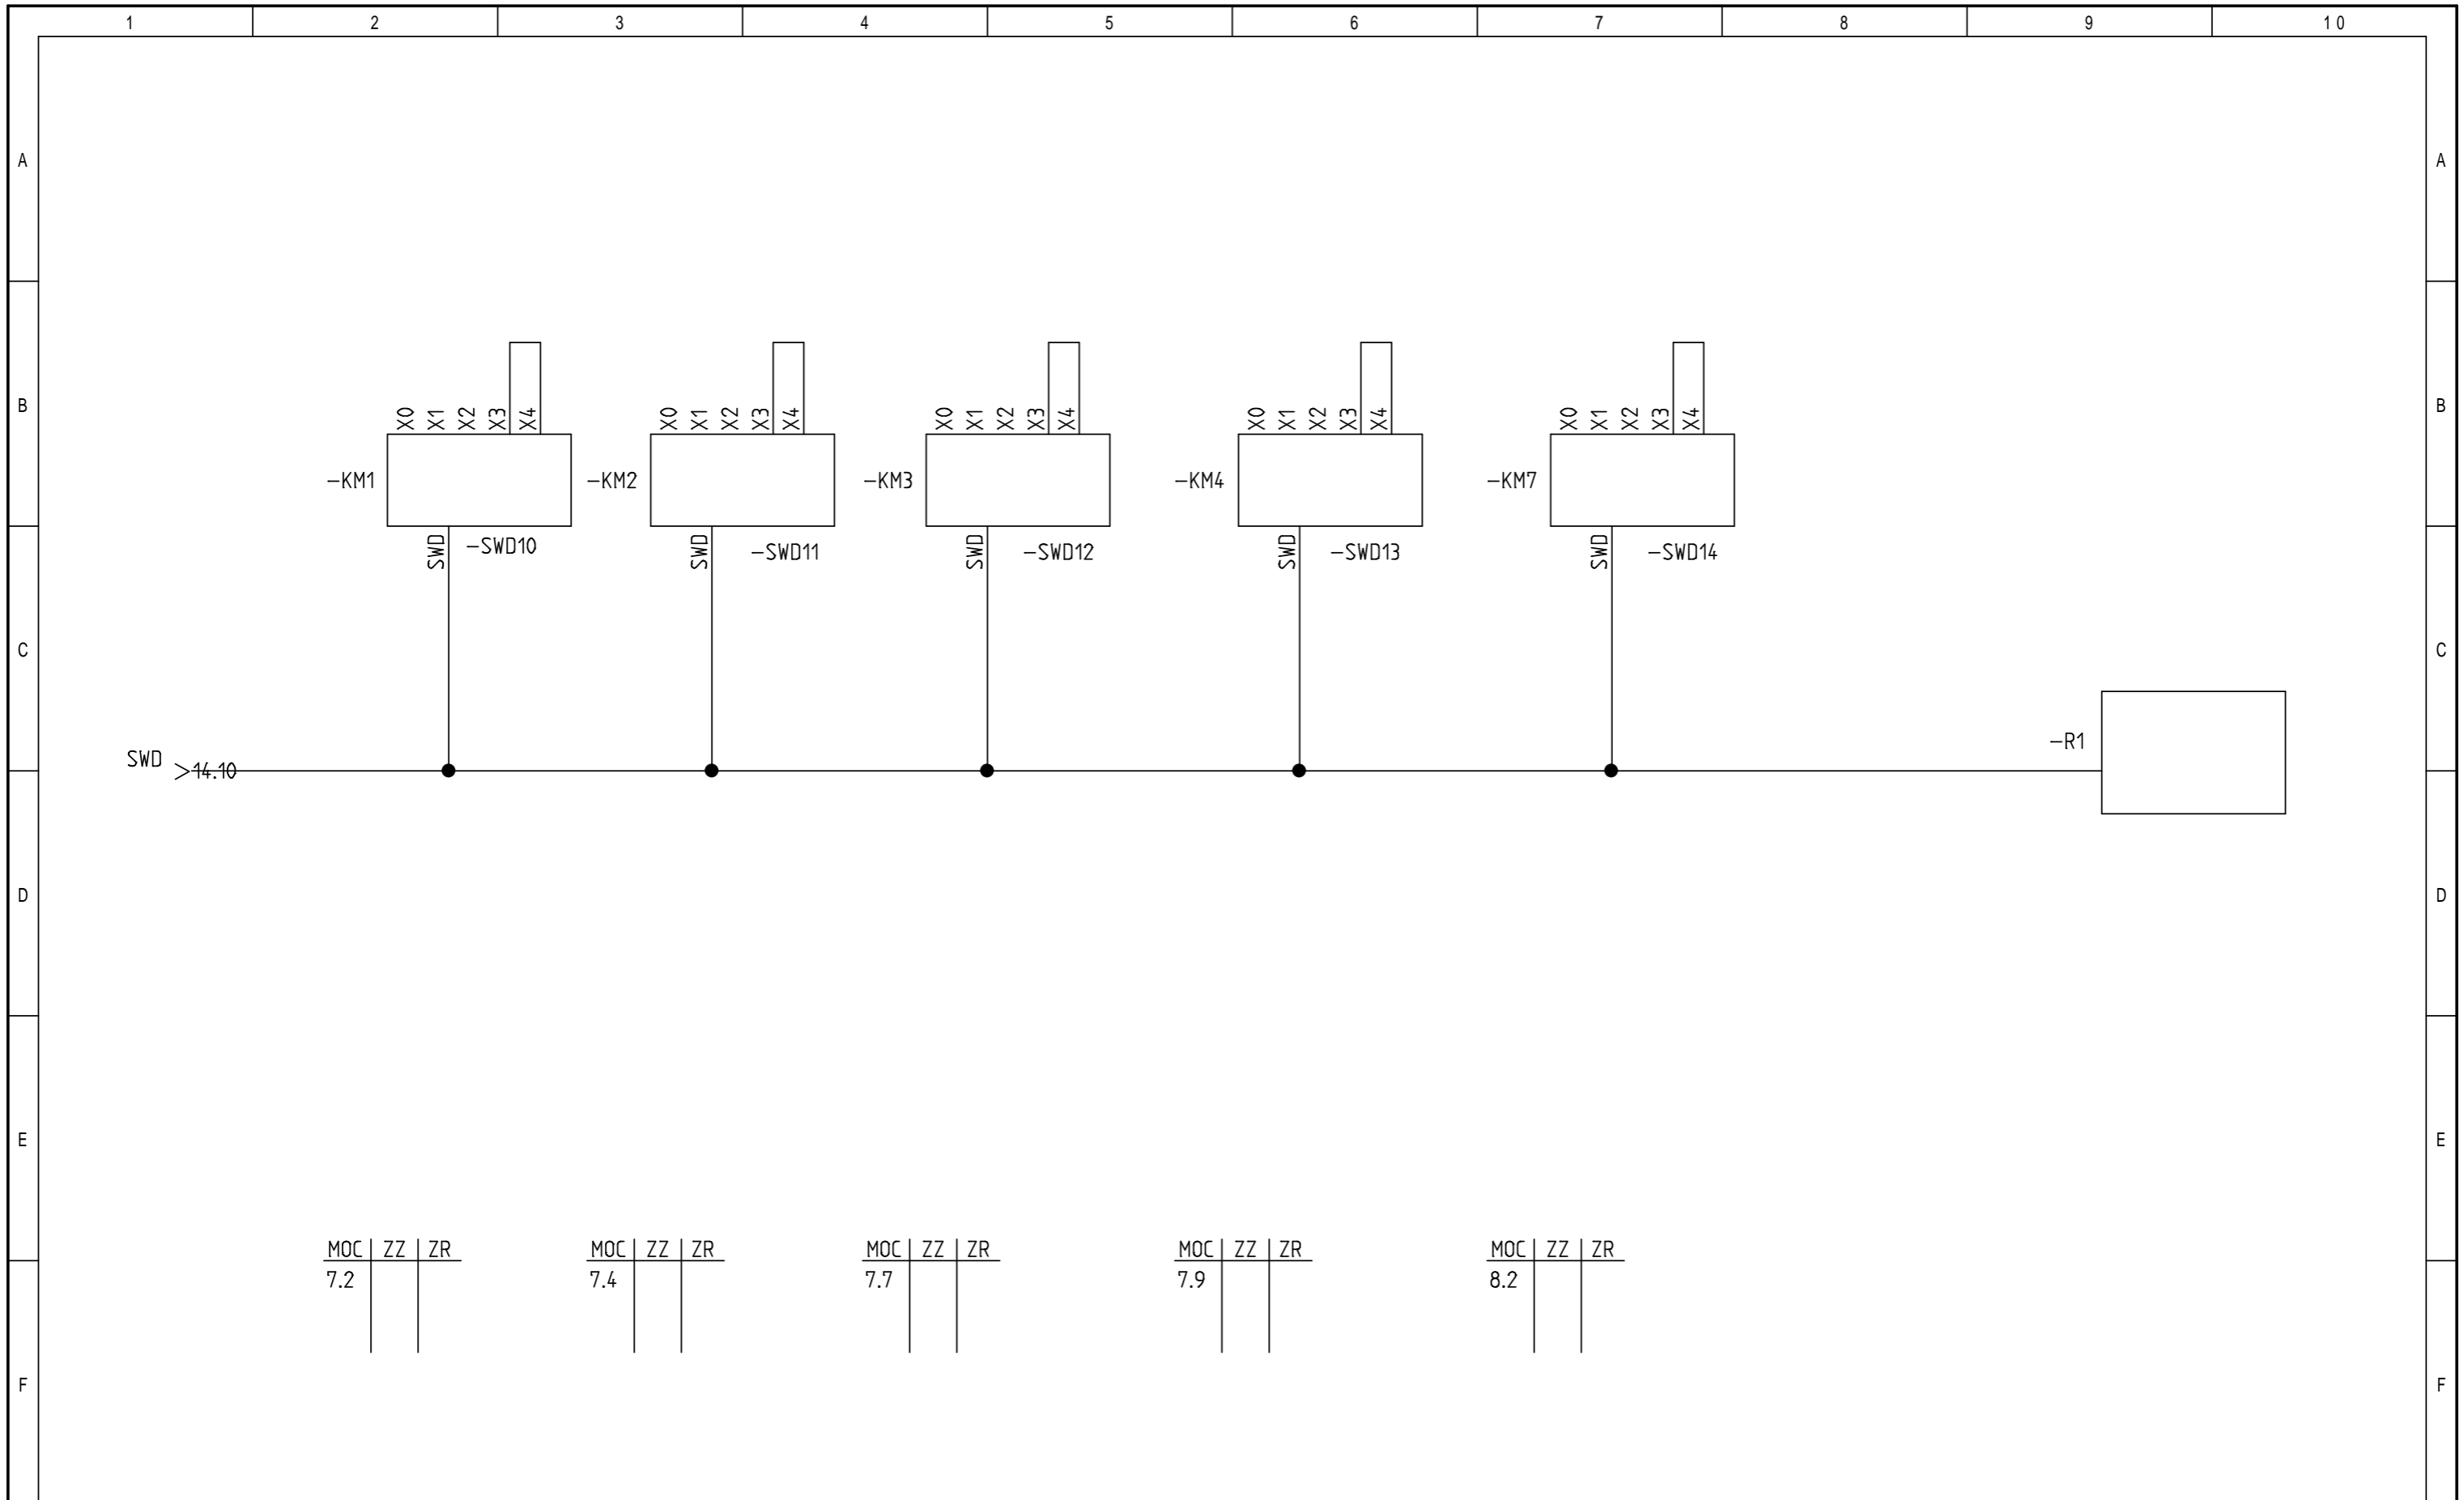 1 2 3 4 5 6 7 8 9 10
A A
B B
X0 X1 X2 X3 X4 X0 X1 X2 X3 X4 X0 X1 X2 X3 X4 X0 X1 X2 X3 X4 X0 X1 X2 X3 X4
-KM1 -KM2 -KM3 -KM4 -KM7
SWD -SWD10 SWD -SWD11 SWD -SWD12 SWD -SWD13 SWD -SWD14
C C
-R1
SWD >14.10
D D
E E
MOC ZZ ZR MOC ZZ ZR MOC ZZ ZR MOC ZZ ZR MOC ZZ ZR
7.2 7.4 7.7 7.9 8.2
F F